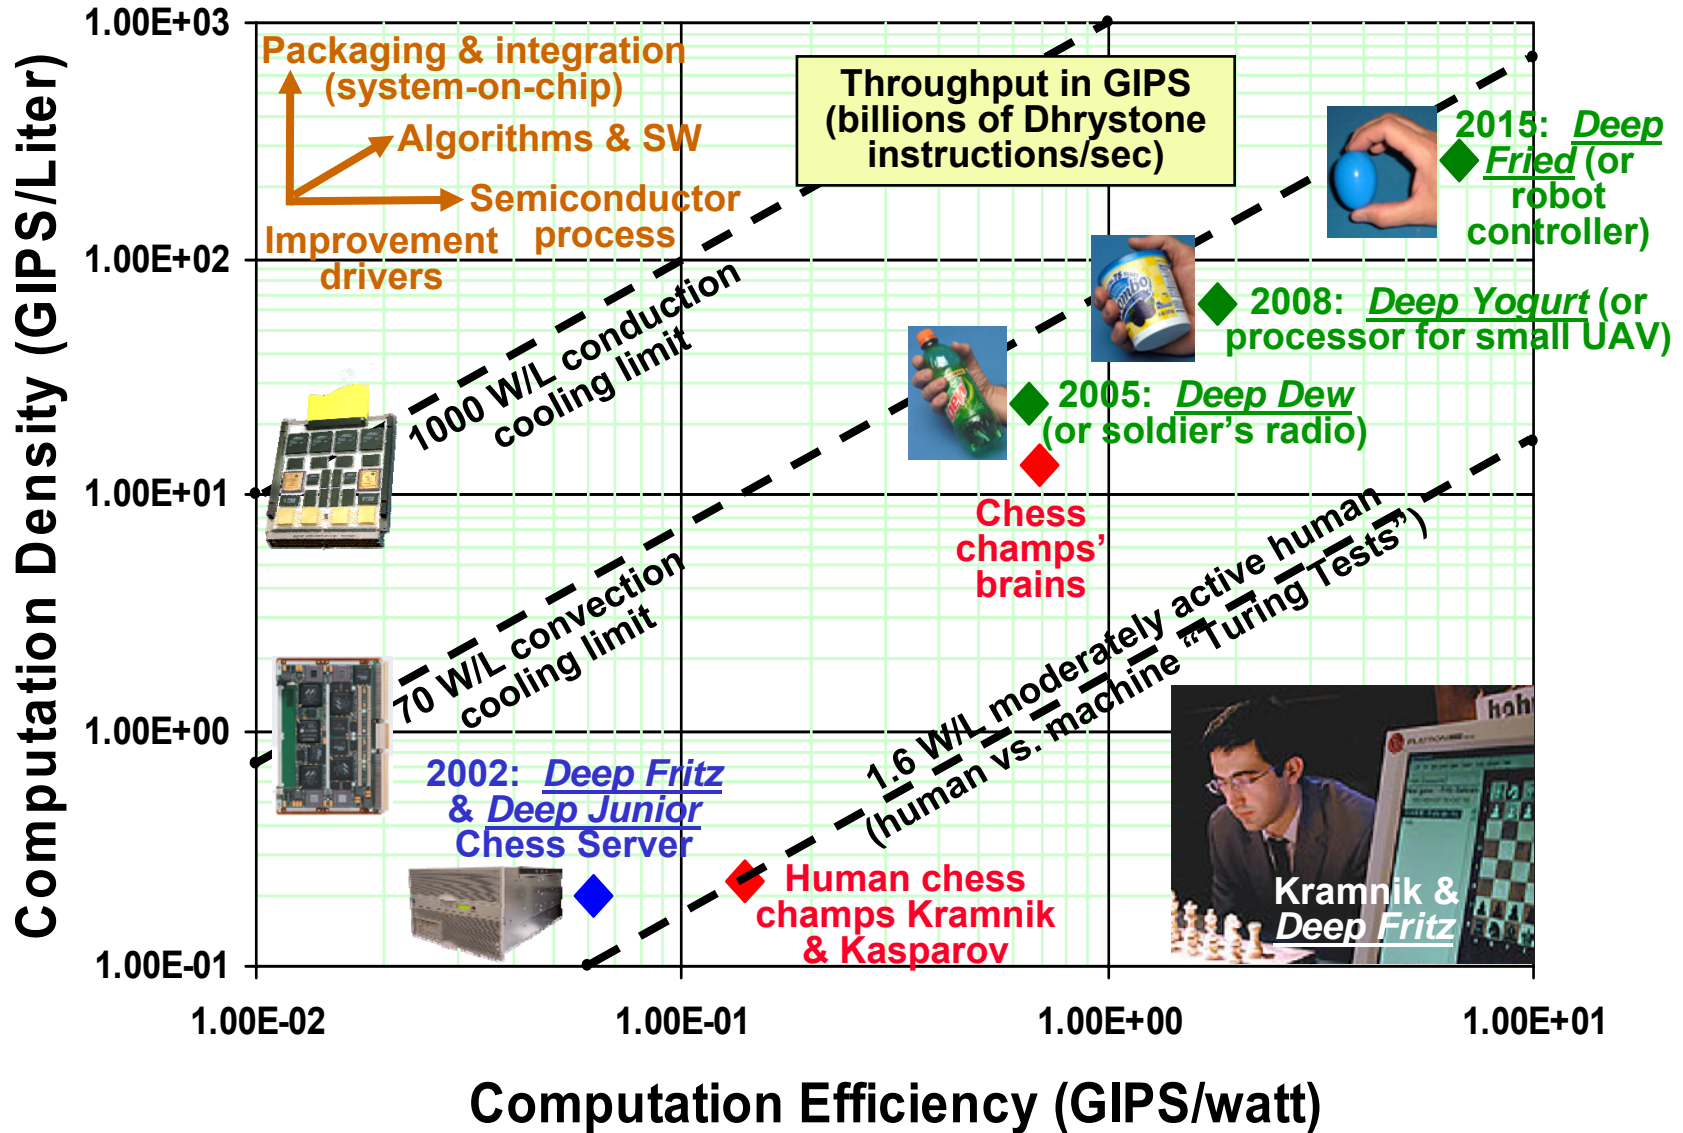 1.00E+03
1.00E+02
1.00E+01
1.00E+00
1.00E-01
Computation Density (GIPS/Liter)
Packaging & integration
(system-on-chip)
Algorithms & SW
Semiconductor
process
Improvement
drivers
Throughput in GIPS
(billions of Dhrystone
instructions/sec)
2015: Deep
Fried (or
robot
controller)
2008: Deep Yogurt (or
processor for small UAV)
2005: Deep Dew
(or soldier's radio)
1000 W/L conduction
cooling limit
Chess
champs'
brains
70 W/L convection
cooling limit
1.6 W/L moderately active human
(human vs. machine “Turing Tests”)
2002: Deep Fritz
& Deep Junior
Chess Server
Human chess
champs Kramnik
& Kasparov
Kramnik &
Deep Fritz
1.00E-02
1.00E-01
1.00E+00
1.00E+01
Computation Efficiency (GIPS/watt)